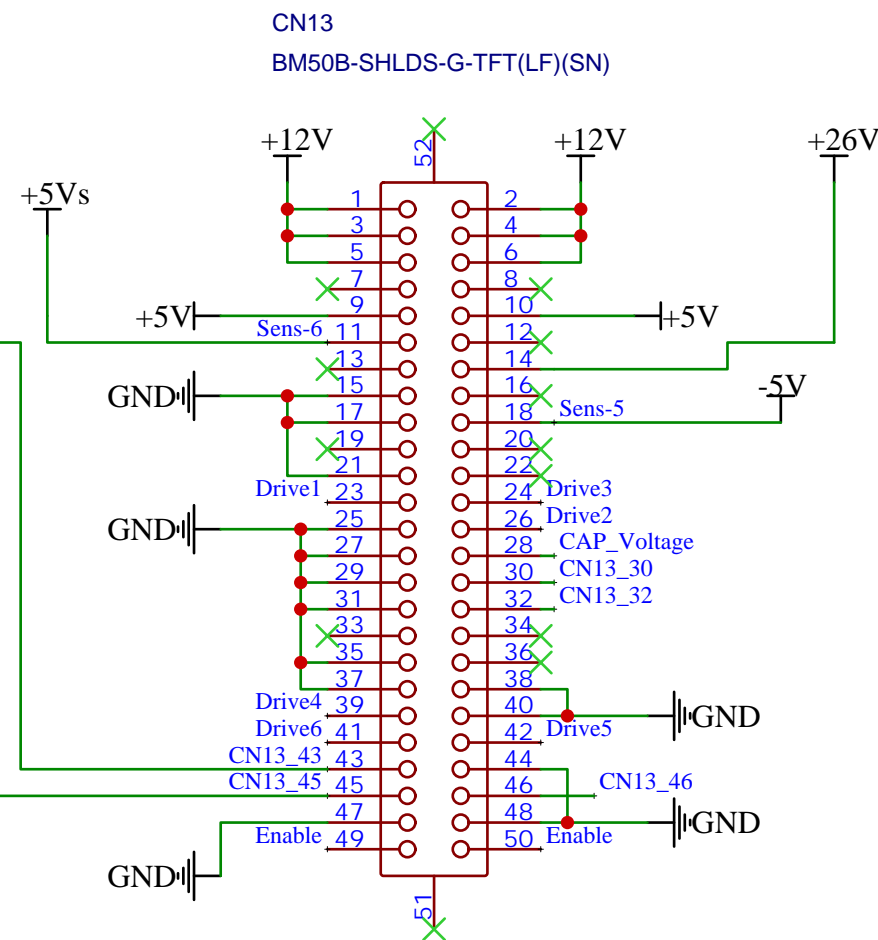 CN13
BM50B-SHLDS-G-TFT(LF)(SN)
52
+12V +12V +26V
+5Vs
1 2
3 4
5 6
7 8
+5V 9 10 +5V
Sens-6 11 12
13 14
GND 15 16 -5V
17 18 Sens-5
19 20
21 22
Drive1 23 24 Drive3
GND 25 26 Drive2
27 28 CAP_Voltage
29 30 CN13_30
31 32 CN13_32
33 34
35 36
37 38
Drive4 39 40 GND
Drive6 41 42 Drive5
CN13_43 43 44
CN13_45 45 46 CN13_46
47 48 GND
Enable 49 50 Enable
GND
51